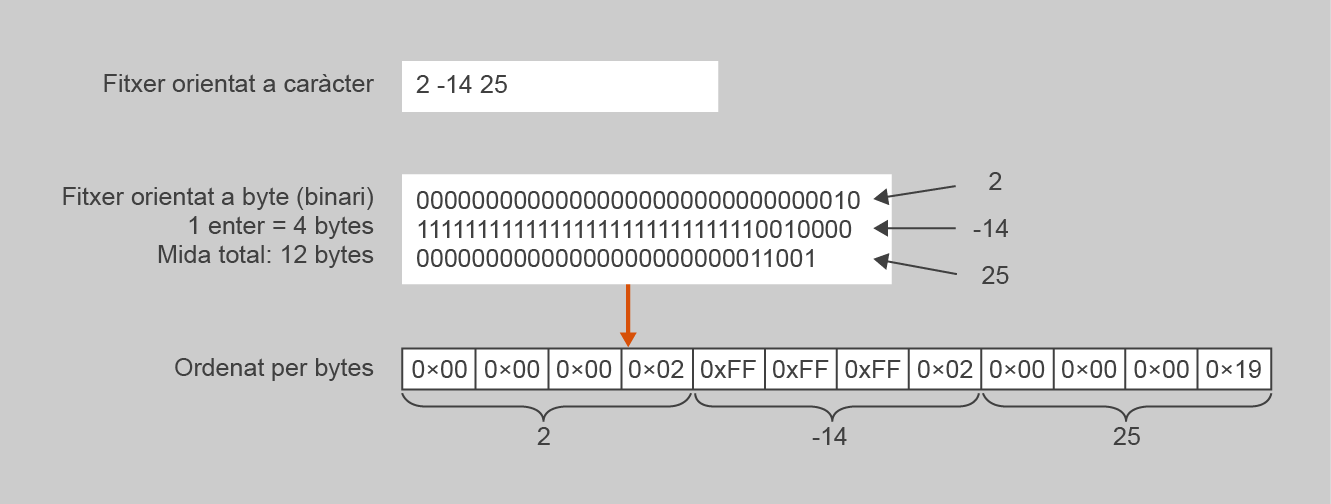 Fitxer orientat a caràcter
2 -14 25
Fitxer orientat a byte (binari)
1 enter = 4 bytes
Mida total: 12 bytes
00000000000000000000000000000010
11111111111111111111111111110010000
00000000000000000000000011001
2
-14
25
Ordenat per bytes
0×00 0×00 0×00 0×02 0xFF 0xFF 0xFF 0×02 0×00 0×00 0×00 0×19
2 -14 25